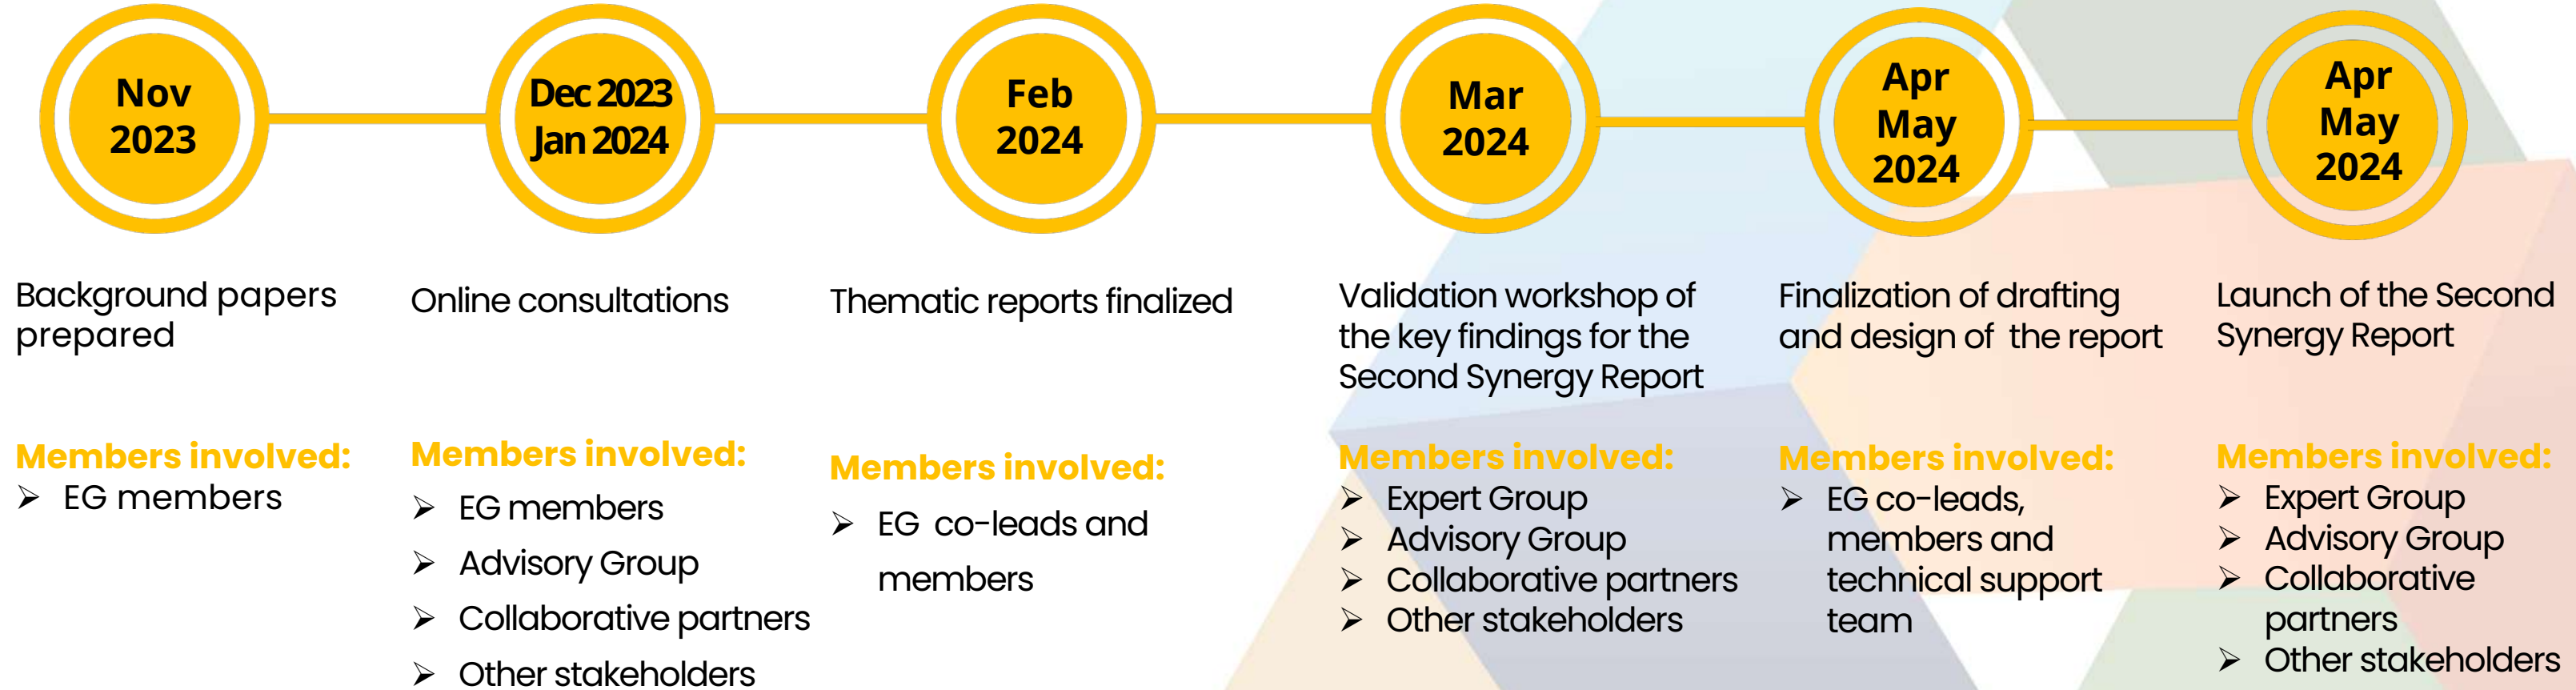 Nov
2023
Dec 2023
Jan 2024
Feb
2024
Mar
2024
Apr
May
2024
Apr
May
2024
Background papers
prepared
Members involved:
➢ EG members
Online consultations
Members involved:
➢ EG members
➢ Advisory Group
➢ Collaborative partners
➢ Other stakeholders
Thematic reports finalized
Members involved:
➢ EG co-leads and
members
Validation workshop of
the key findings for the
Second Synergy Report
Members involved:
➢ Expert Group
➢ Advisory Group
➢ Collaborative partners
➢ Other stakeholders
Finalization of drafting
and design of the report
Members involved:
➢ EG co-leads,
members and
technical support
team
Launch of the Second
Synergy Report
Members involved:
➢ Expert Group
➢ Advisory Group
➢ Collaborative
partners
➢ Other stakeholders